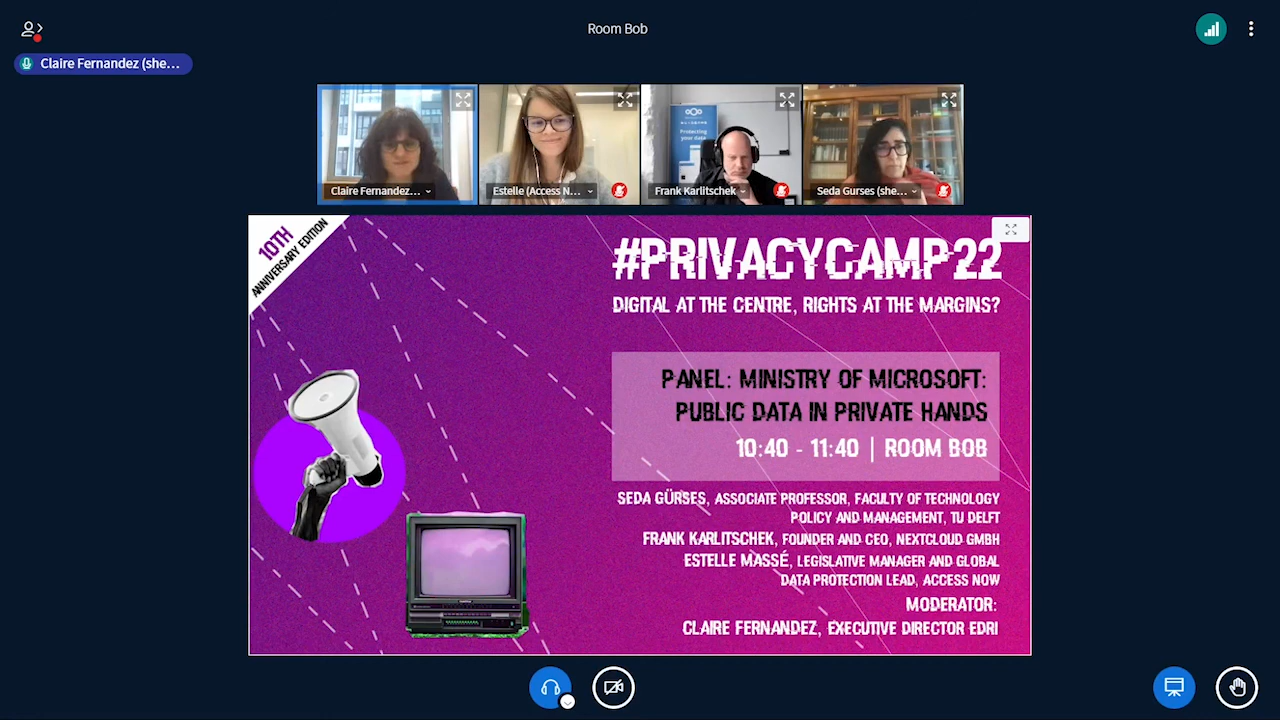 Room Bob
Claire Fernandez (she...
Claire Fernandez...
Estelle (Access N...
Protecting
your data
Frank Karlitschek
Seda Gurses (she...
10TH
ANNIVERSARY EDITION
#PRIVACYCAMP22
DIGITAL AT THE CENTRE, RIGHTS AT THE MARGINS?
PANEL: MINISTRY OF MICROSOFT:
PUBLIC DATA IN PRIVATE HANDS
10:40 - 11:40 | ROOM BOB
SEDA GÜRSES, ASSOCIATE PROFESSOR, FACULTY OF TECHNOLOGY
POLICY AND MANAGEMENT, TU DELFT
FRANK KARLITSCHEK, FOUNDER AND CEO, NEXTCLOUD GMBH
ESTELLE MASSÉ, LEGISLATIVE MANAGER AND GLOBAL
DATA PROTECTION LEAD, ACCESS NOW
MODERATOR:
CLAIRE FERNANDEZ, EXECUTIVE DIRECTOR EDRI